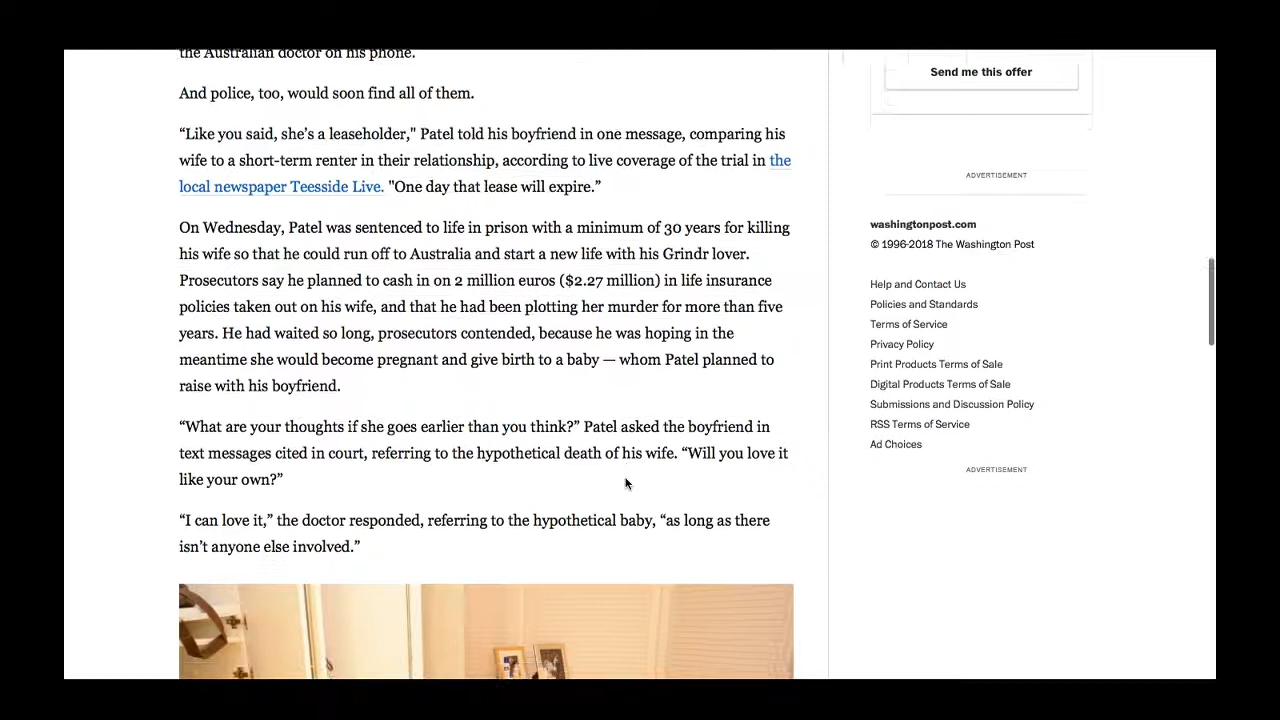 the Australian doctor on his phone.
And police, too, would soon find all of them.
“Like you said, she’s a leaseholder," Patel told his boyfriend in one message, comparing his
wife to a short-term renter in their relationship, according to live coverage of the trial in the
local newspaper Teesside Live. "One day that lease will expire.”
On Wednesday, Patel was sentenced to life in prison with a minimum of 30 years for killing
his wife so that he could run off to Australia and start a new life with his Grindr lover.
Prosecutors say he planned to cash in on 2 million euros ($2.27 million) in life insurance
policies taken out on his wife, and that he had been plotting her murder for more than five
years. He had waited so long, prosecutors contended, because he was hoping in the
meantime she would become pregnant and give birth to a baby — whom Patel planned to
raise with his boyfriend.
“What are your thoughts if she goes earlier than you think?” Patel asked the boyfriend in
text messages cited in court, referring to the hypothetical death of his wife. “Will you love it
like your own?”
“I can love it,” the doctor responded, referring to the hypothetical baby, “as long as there
isn’t anyone else involved.”
Send me this offer
ADVERTISEMENT
washingtonpost.com
© 1996-2018 The Washington Post
Help and Contact Us
Policies and Standards
Terms of Service
Privacy Policy
Print Products Terms of Sale
Digital Products Terms of Sale
Submissions and Discussion Policy
RSS Terms of Service
Ad Choices
ADVERTISEMENT